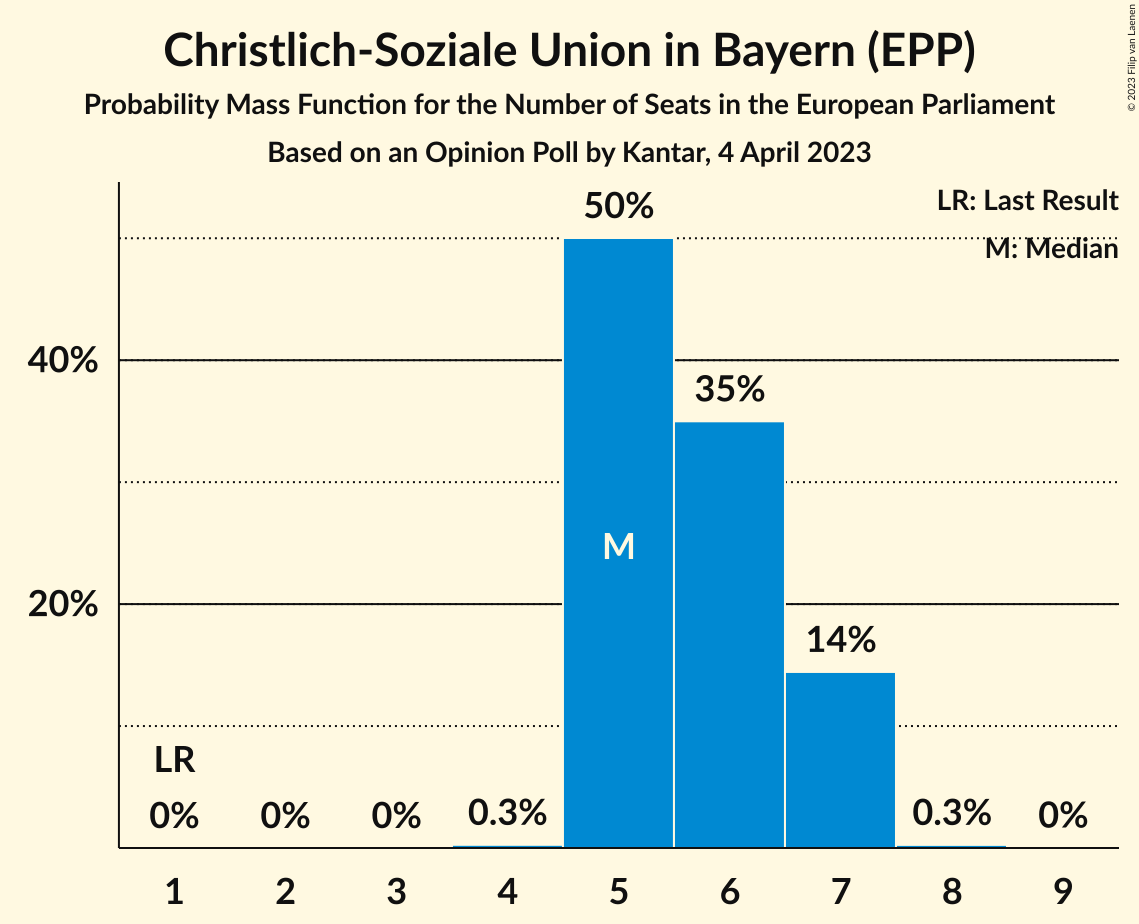 Christlich-Soziale Union in Bayern (EPP)
Probability Mass Function for the Number of Seats in the European Parliament
Based on an Opinion Poll by Kantar, 4 April 2023
© 2023 Filip van Laenen
LR: Last Result
M: Median
50%
40%
35%
M
20%
14%
LR
0% 0% 0% 0.3% 0.3% 0%
1 2 3 4 5 6 7 8 9